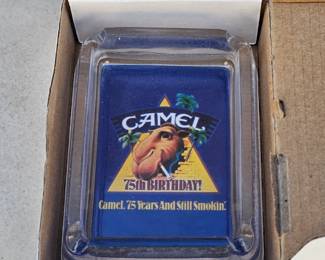 CAMEL
75th BIRTHDAY!
Camel. 75 Years And Still Smokin'.